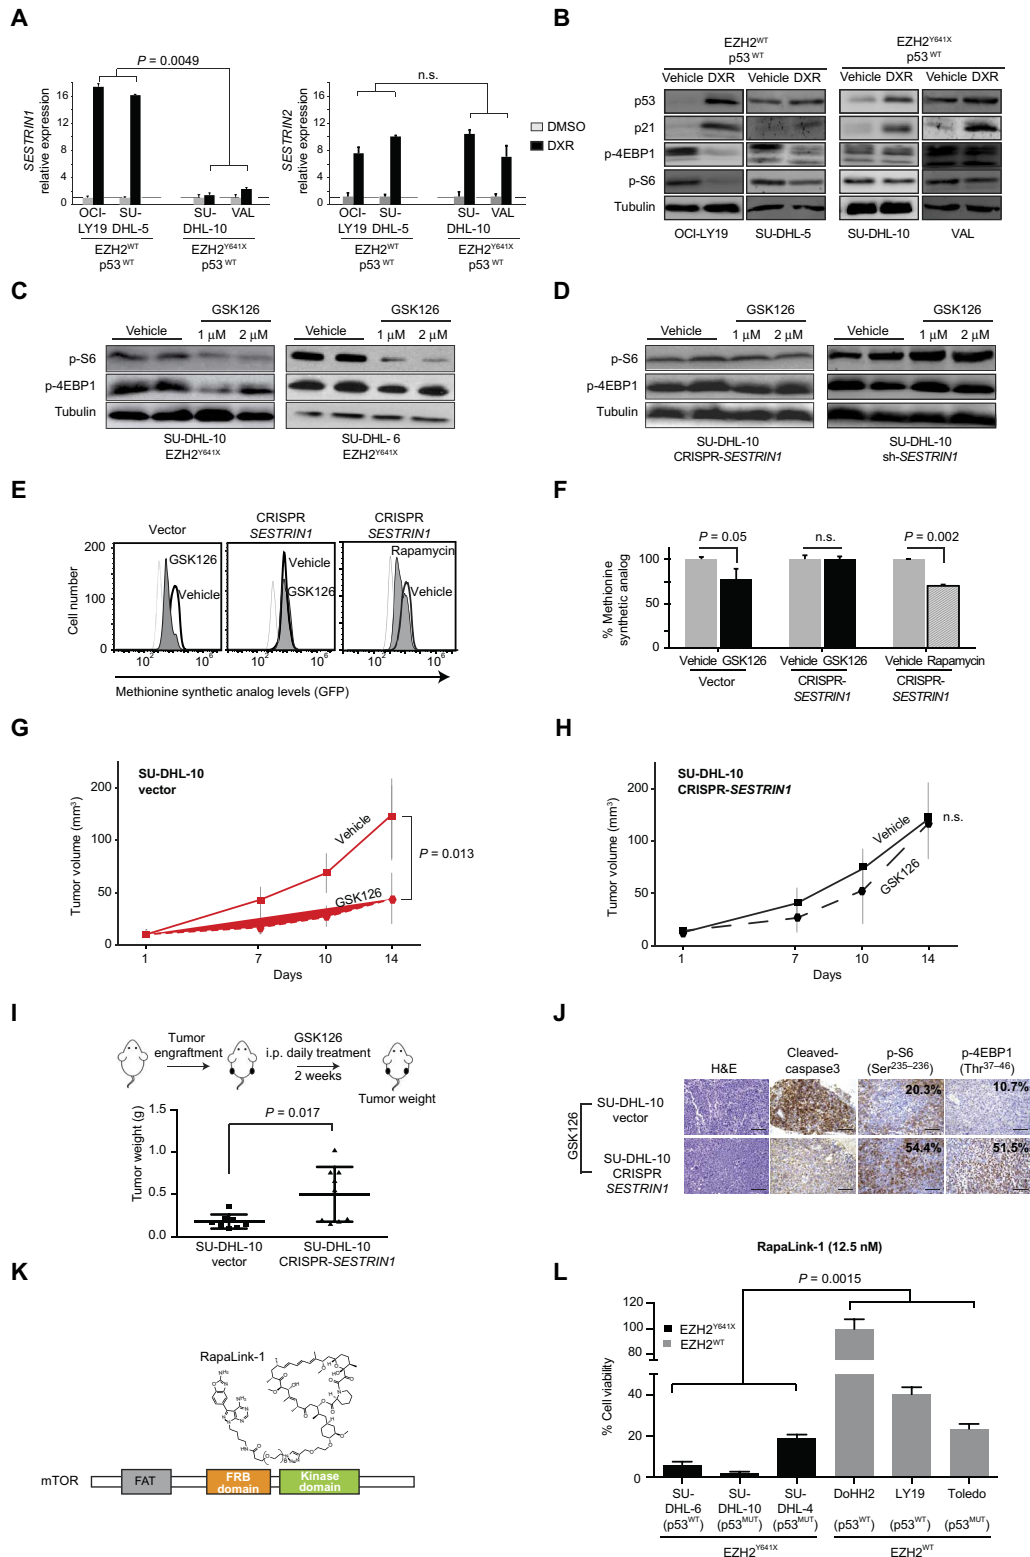 A
P = 0.0049
n.s.
SESTRIN1
relative expression
16
12
8
4
1
0
SESTRIN2
relative expression
16
12
8
4
1
0
DMSO
DXR
OCI-
LY19
SU-
DHL-5
SU-
DHL-10
VAL
EZH2WT
p53 WT
EZH2Y641X
p53 WT
OCI-
LY19
SU-
DHL-5
SU-
DHL-10
VAL
EZH2WT
p53 WT
EZH2Y641X
p53 WT
B
EZH2WT
p53 WT
EZH2Y641X
p53 WT
Vehicle DXR Vehicle DXR Vehicle DXR Vehicle DXR
p53
p21
p-4EBP1
p-S6
Tubulin
OCI-LY19 SU-DHL-5 SU-DHL-10 VAL
C
GSK126 GSK126
Vehicle 1 µM 2 µM Vehicle 1 µM 2 µM
p-S6
p-4EBP1
Tubulin
SU-DHL-10
EZH2Y641X
SU-DHL- 6
EZH2Y641X
D
GSK126 GSK126
Vehicle 1 µM 2 µM Vehicle 1 µM 2 µM
p-S6
p-4EBP1
Tubulin
SU-DHL-10
CRISPR-SESTRIN1
SU-DHL-10
sh-SESTRIN1
E
Vector
CRISPR
SESTRIN1
CRISPR
SESTRIN1
Cell number
200
100
0
GSK126
Vehicle
Vehicle
GSK126
Rapamycin
Vehicle
10² 10⁶ 10² 10⁶ 10² 10⁶
Methionine synthetic analog levels (GFP)
F
P = 0.05
n.s.
P = 0.002
% Methionine
synthetic analog
100
75
50
0
Vehicle GSK126 Vehicle GSK126 Vehicle Rapamycin
Vector
CRISPR-
SESTRIN1
CRISPR-
SESTRIN1
G
SU-DHL-10
vector
Tumor volume (mm³)
200
100
50
0
Vehicle
GSK126
P = 0.013
1 7 10 14
Days
H
SU-DHL-10
CRISPR-SESTRIN1
Tumor volume (mm³)
200
100
50
0
Vehicle
GSK126
n.s.
1 7 10 14
Days
I
Tumor
engraftment
GSK126
i.p. daily treatment
2 weeks
Tumor weight
P = 0.017
Tumor weight (g)
1.5
1.0
0.5
0.0
SU-DHL-10
vector
SU-DHL-10
CRISPR-SESTRIN1
J
H&E
Cleaved-
caspase3
p-S6
(Ser235–236)
p-4EBP1
(Thr37–46)
GSK126
SU-DHL-10
vector
20.3%
10.7%
SU-DHL-10
CRISPR
SESTRIN1
54.4%
51.5%
K
RapaLink-1
NH₂
NH₂
HN
mTOR
FAT
FRB
domain
Kinase
domain
L
RapaLink-1 (12.5 nM)
P = 0.0015
EZH2Y641X
EZH2WT
% Cell viability
120
100
80
40
20
0
SU-
DHL-6
(p53WT)
SU-
DHL-10
(p53MUT)
SU-
DHL-4
(p53MUT)
DoHH2
(p53WT)
LY19
(p53WT)
Toledo
(p53MUT)
EZH2Y641X
EZH2WT